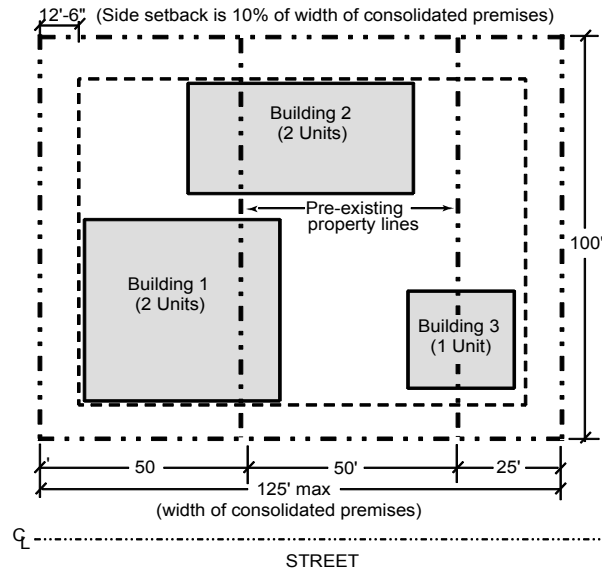 12'-6" (Side setback is 10% of width of consolidated premises)
Building 2
(2 Units)
Pre-existing
property lines
100'
Building 1
(2 Units)
Building 3
(1 Unit)
' 50 50' 25'
125' max
(width of consolidated premises)
CL
STREET